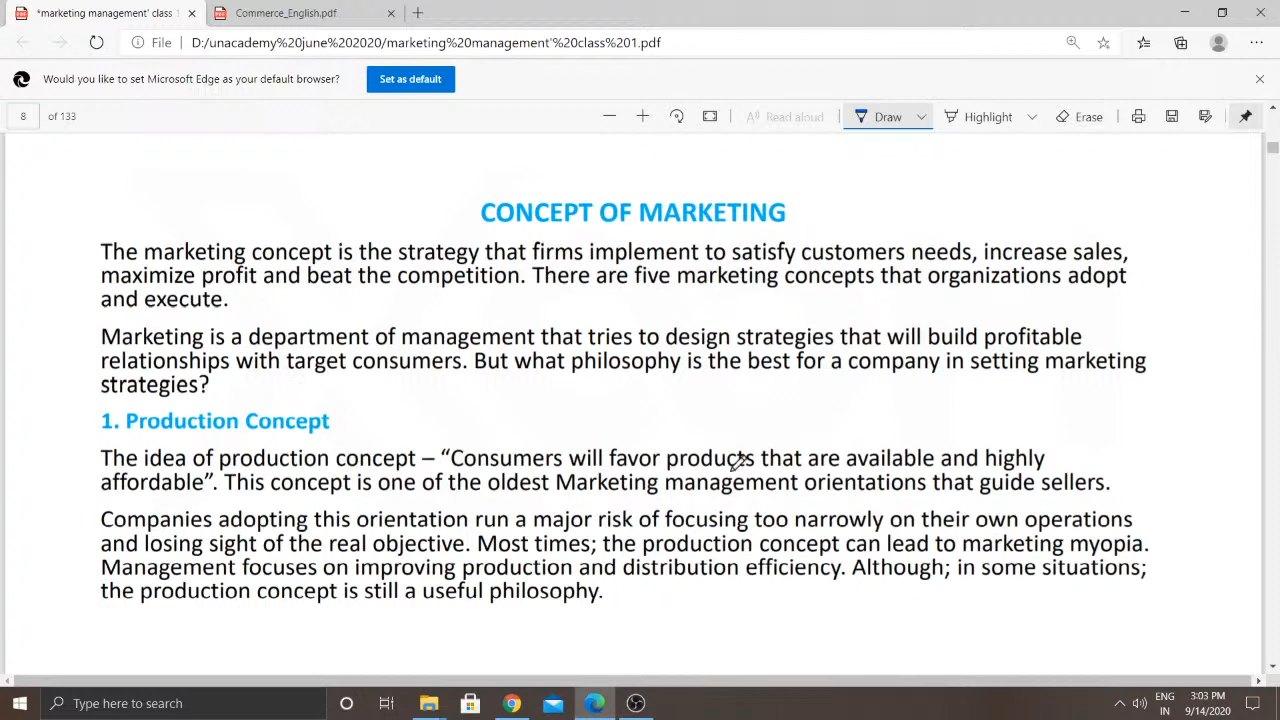 *marketing management' class 1
Commerce_English.pdf
File
D:/unacademy%20june%202020/marketing%20management'%20class%201.pdf
Would you like to set Microsoft Edge as your default browser?
Set as default
8 of 133
Read aloud
Draw
Highlight
Erase
CONCEPT OF MARKETING
The marketing concept is the strategy that firms implement to satisfy customers needs, increase sales,
maximize profit and beat the competition. There are five marketing concepts that organizations adopt
and execute.
Marketing is a department of management that tries to design strategies that will build profitable
relationships with target consumers. But what philosophy is the best for a company in setting marketing
strategies?
1. Production Concept
The idea of production concept – “Consumers will favor products that are available and highly
affordable”. This concept is one of the oldest Marketing management orientations that guide sellers.
Companies adopting this orientation run a major risk of focusing too narrowly on their own operations
and losing sight of the real objective. Most times; the production concept can lead to marketing myopia.
Management focuses on improving production and distribution efficiency. Although; in some situations;
the production concept is still a useful philosophy.
Type here to search
ENG
IN
3:03 PM
9/14/2020